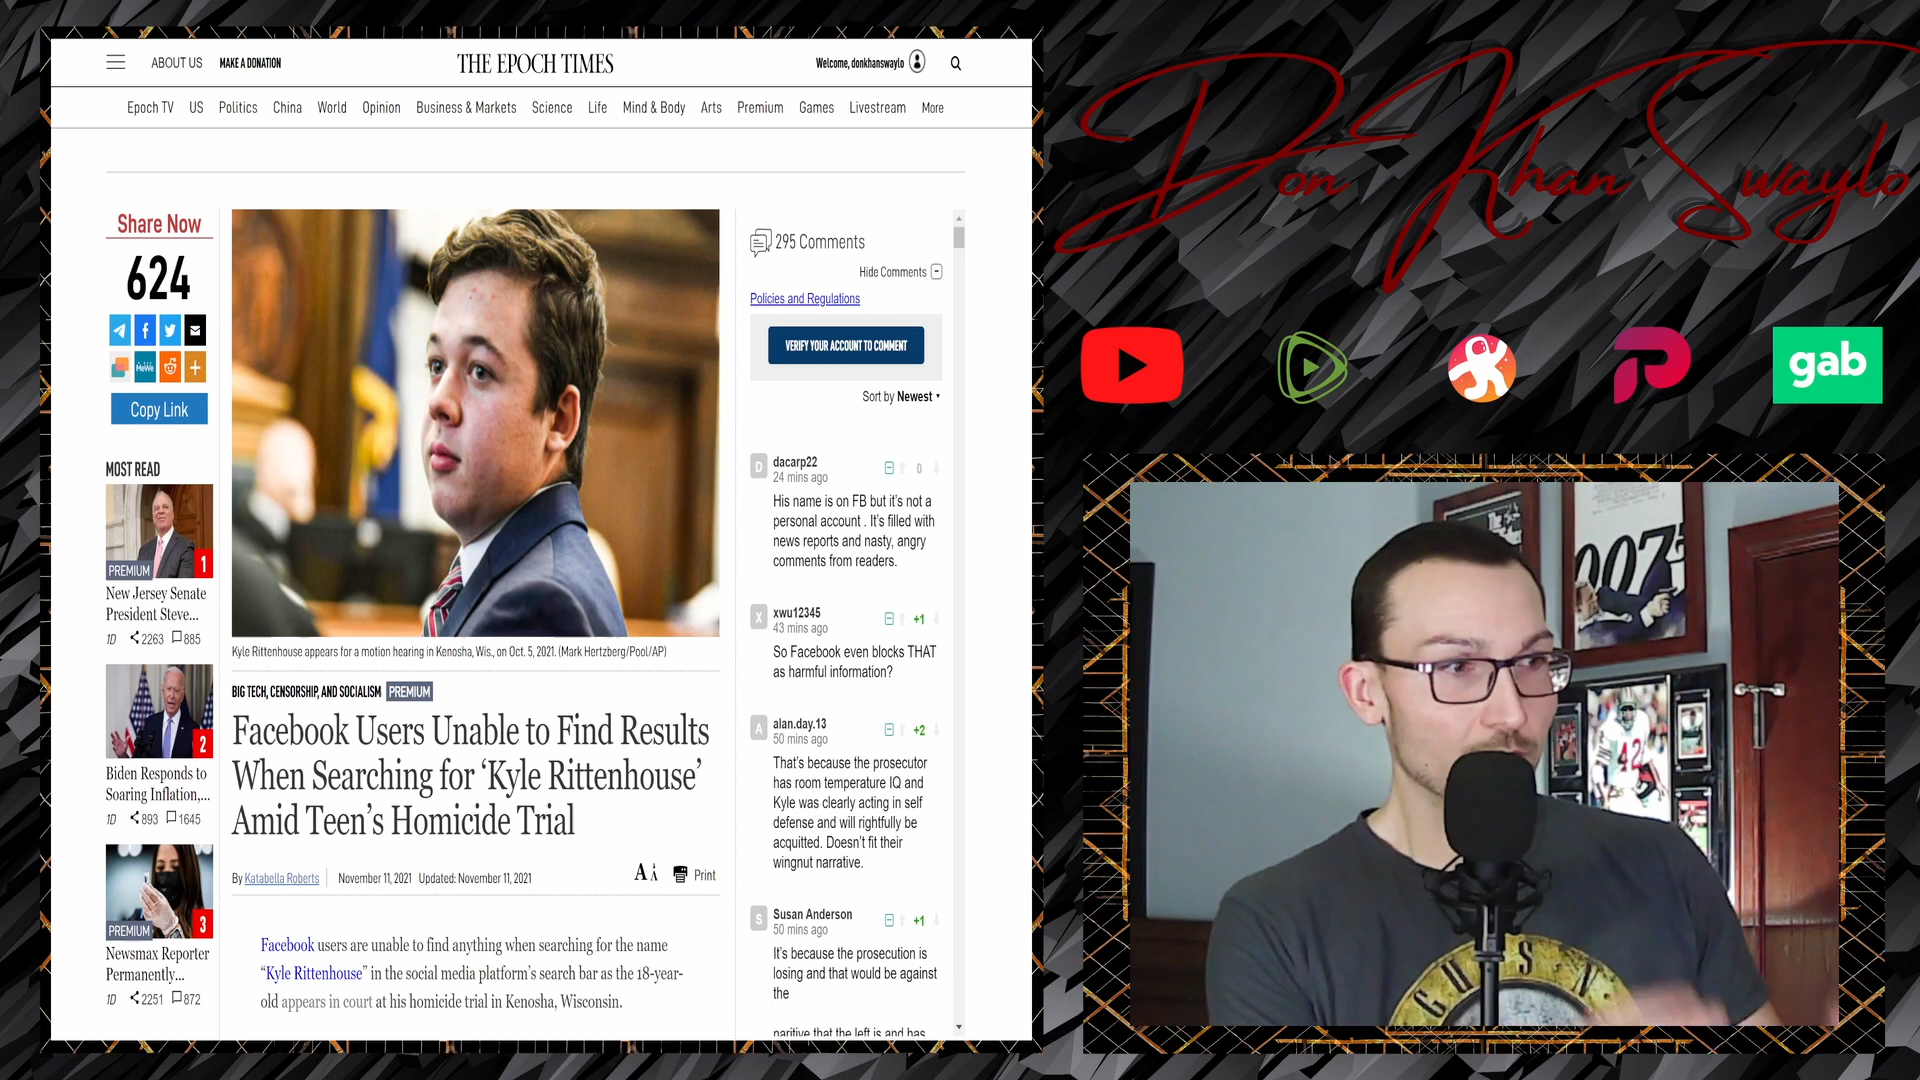 ABOUT US MAKE A DONATION
THE EPOCH TIMES
Welcome, donkhanswaylo
Epoch TV US Politics China World Opinion Business & Markets Science Life Mind & Body Arts Premium Games Livestream More
Share Now
624
MeWe
Copy Link
MOST READ
PREMIUM 1
New Jersey Senate
President Steve...
1D 2263 885
2
Biden Responds to
Soaring Inflation,...
1D 893 1645
PREMIUM 3
Newsmax Reporter
Permanently...
1D 2251 872
Kyle Rittenhouse appears for a motion hearing in Kenosha, Wis., on Oct. 5, 2021. (Mark Hertzberg/Pool/AP)
BIG TECH, CENSORSHIP, AND SOCIALISM PREMIUM
Facebook Users Unable to Find Results
When Searching for ‘Kyle Rittenhouse’
Amid Teen’s Homicide Trial
By Katabella Roberts November 11, 2021 Updated: November 11, 2021
A A Print
Facebook users are unable to find anything when searching for the name
“Kyle Rittenhouse” in the social media platform’s search bar as the 18-year-
old appears in court at his homicide trial in Kenosha, Wisconsin.
295 Comments
Hide Comments
Policies and Regulations
VERIFY YOUR ACCOUNT TO COMMENT
Sort by Newest
D dacarp22 0
24 mins ago
His name is on FB but it's not a
personal account . It's filled with
news reports and nasty, angry
comments from readers.
X xwu12345 +1
43 mins ago
So Facebook even blocks THAT
as harmful information?
A alan.day.13 +2
50 mins ago
That's because the prosecutor
has room temperature IQ and
Kyle was clearly acting in self
defense and will rightfully be
acquitted. Doesn't fit their
wingnut narrative.
S Susan Anderson +1
50 mins ago
It's because the prosecution is
losing and that would be against
the
naritive that the left is and has
Don Khan Swaylo
gab
007
42
GUNS N